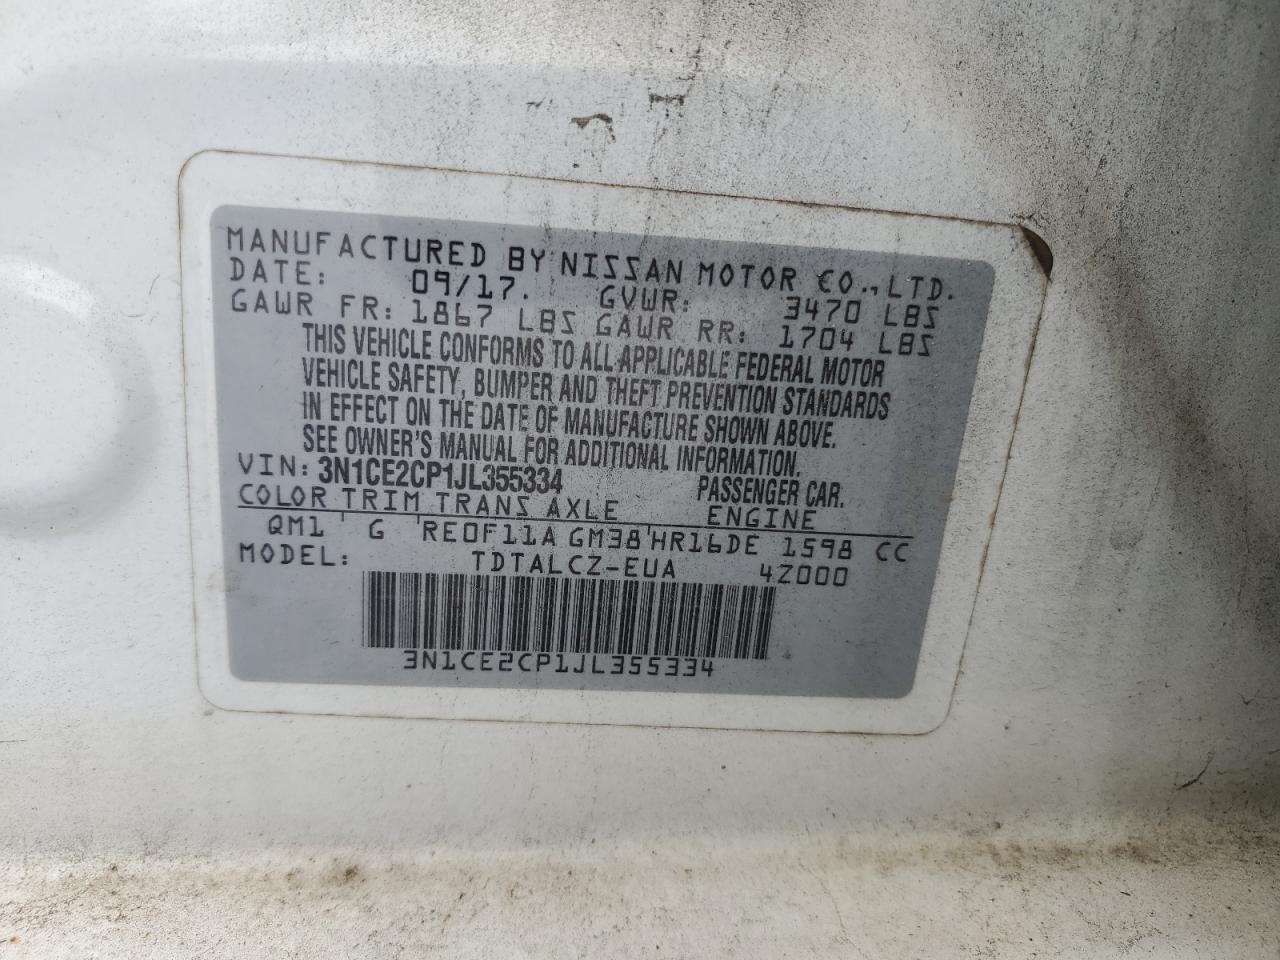 MANUFACTURED BY NISSAN MOTOR CO., LTD.
DATE: 09/17. GVWR: 3470 LBS
GAWR FR: 1867 LBS GAWR RR: 1704 LBS
THIS VEHICLE CONFORMS TO ALL APPLICABLE FEDERAL MOTOR
VEHICLE SAFETY, BUMPER AND THEFT PREVENTION STANDARDS
IN EFFECT ON THE DATE OF MANUFACTURE SHOWN ABOVE.
SEE OWNER'S MANUAL FOR ADDITIONAL INFORMATION.
VIN: 3N1CE2CP1JL355334 PASSENGER CAR.
COLOR TRIM TRANS AXLE ENGINE
QM1 ' G RE0F11A GM38 ' HR16DE 1598 CC
MODEL: TDTALCZ-EUA 4Z000
3N1CE2CP1JL355334